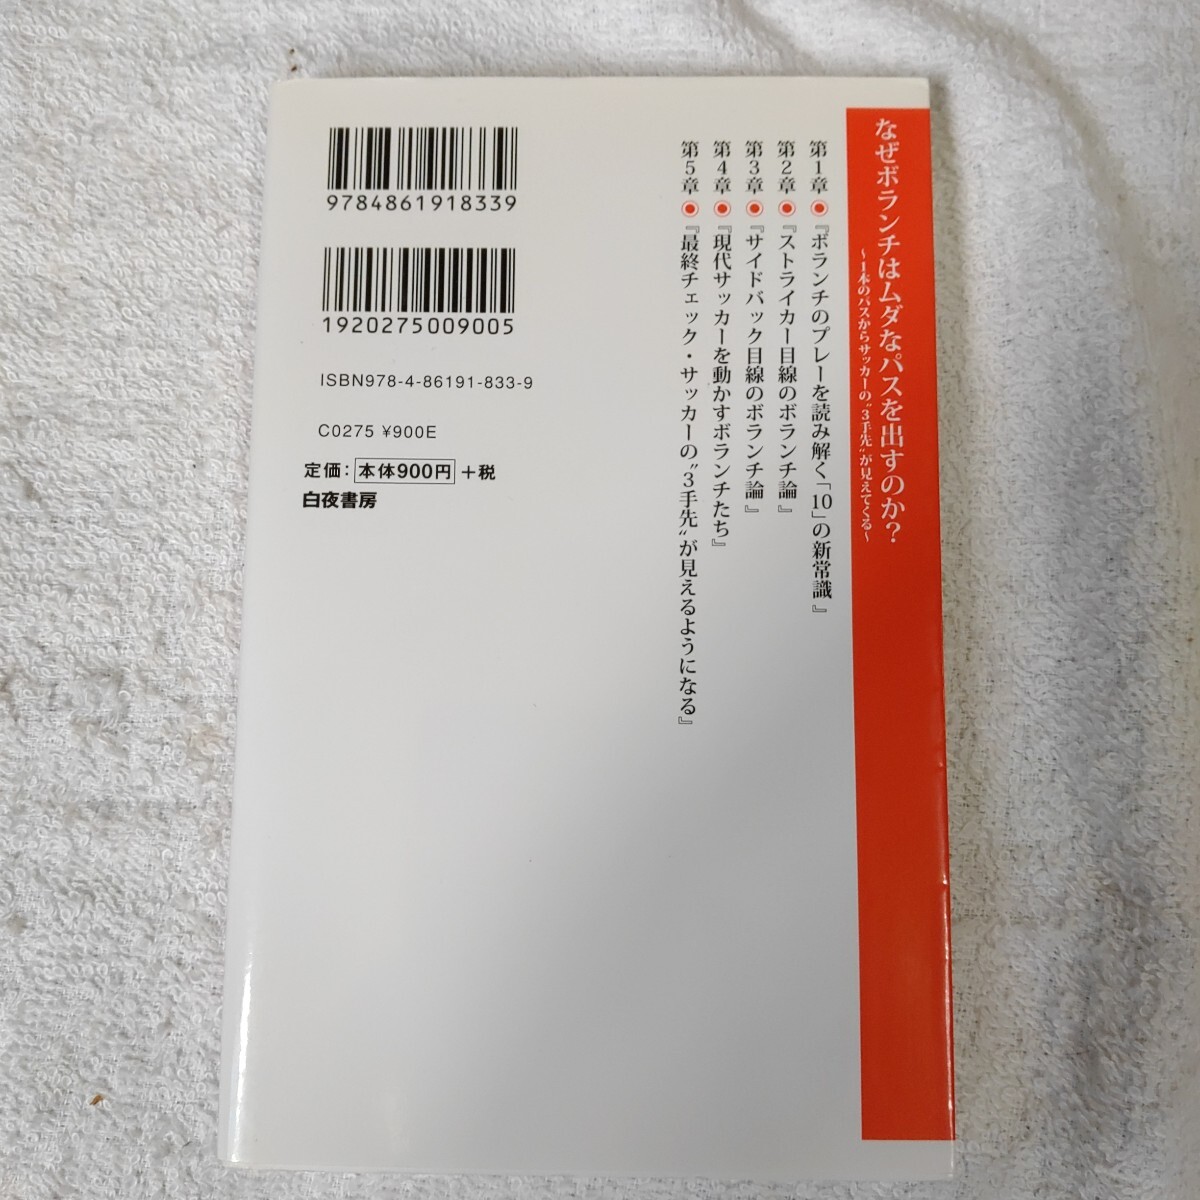 なぜボランチはムダなパスを出すのか?
~1本のパスからサッカーの〝3手先〟が見えてくる~
第1章 ◉『ボランチのプレーを読み解く「10」の新常識』
第2章 ◉『ストライカー目線のボランチ論』
第3章 ◉『サイドバック目線のボランチ論』
第4章 ◉『現代サッカーを動かすボランチたち』
第5章 ◉『最終チェック・サッカーの〝3手先〟が見えるようになる』
9784861918339
1920275009005
ISBN978-4-86191-833-9
C0275 ¥900E
定価:本体900円+税
白夜書房